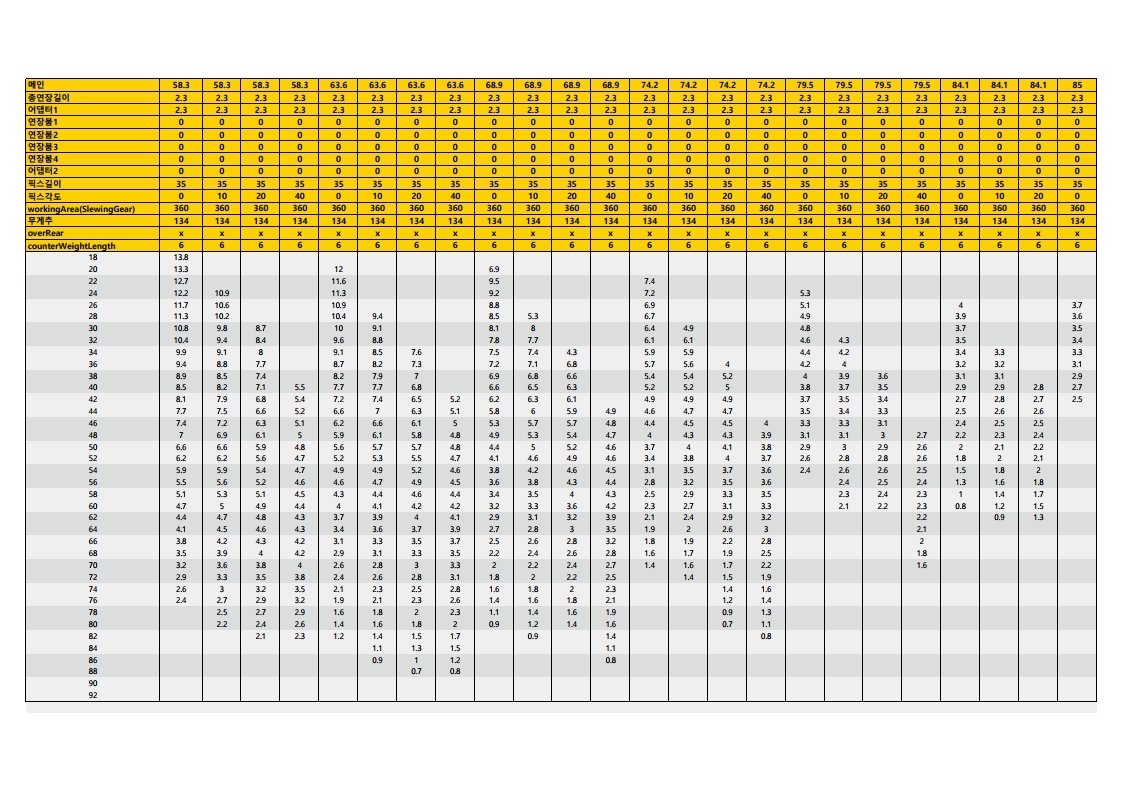 메인 58.3 58.3 58.3 58.3 63.6 63.6 63.6 63.6 68.9 68.9 68.9 68.9 74.2 74.2 74.2 74.2 79.5 79.5 79.5 79.5 84.1 84.1 84.1 85
총연장길이 2.3 2.3 2.3 2.3 2.3 2.3 2.3 2.3 2.3 2.3 2.3 2.3 2.3 2.3 2.3 2.3 2.3 2.3 2.3 2.3 2.3 2.3 2.3 2.3
어댑터1 2.3 2.3 2.3 2.3 2.3 2.3 2.3 2.3 2.3 2.3 2.3 2.3 2.3 2.3 2.3 2.3 2.3 2.3 2.3 2.3 2.3 2.3 2.3 2.3
연장붐1 0 0 0 0 0 0 0 0 0 0 0 0 0 0 0 0 0 0 0 0 0 0 0 0
연장붐2 0 0 0 0 0 0 0 0 0 0 0 0 0 0 0 0 0 0 0 0 0 0 0 0
연장붐3 0 0 0 0 0 0 0 0 0 0 0 0 0 0 0 0 0 0 0 0 0 0 0 0
연장붐4 0 0 0 0 0 0 0 0 0 0 0 0 0 0 0 0 0 0 0 0 0 0 0 0
어댑터2 0 0 0 0 0 0 0 0 0 0 0 0 0 0 0 0 0 0 0 0 0 0 0 0
픽스길이 35 35 35 35 35 35 35 35 35 35 35 35 35 35 35 35 35 35 35 35 35 35 35 35
픽스각도 0 10 20 40 0 10 20 40 0 10 20 40 0 10 20 40 0 10 20 40 0 10 20 0
workingArea(SlewingGear) 360 360 360 360 360 360 360 360 360 360 360 360 360 360 360 360 360 360 360 360 360 360 360 360
무게추 134 134 134 134 134 134 134 134 134 134 134 134 134 134 134 134 134 134 134 134 134 134 134 134
overRear x x x x x x x x x x x x x x x x x x x x x x x x
counterWeightLength 6 6 6 6 6 6 6 6 6 6 6 6 6 6 6 6 6 6 6 6 6 6 6 6
18 13.8
20 13.3 12 6.9
22 12.7 11.6 9.5 7.4
24 12.2 10.9 11.3 9.2 7.2 5.3
26 11.7 10.6 10.9 8.8 6.9 5.1 4 3.7
28 11.3 10.2 10.4 9.4 8.5 5.3 6.7 4.9 3.9 3.6
30 10.8 9.8 8.7 10 9.1 8.1 8 6.4 4.9 4.8 3.7 3.5
32 10.4 9.4 8.4 9.6 8.8 7.8 7.7 6.1 6.1 4.6 4.3 3.5 3.4
34 9.9 9.1 8 9.1 8.5 7.6 7.5 7.4 4.3 5.9 5.9 4.4 4.2 3.4 3.3 3.3
36 9.4 8.8 7.7 8.7 8.2 7.3 7.2 7.1 6.8 5.7 5.6 4 4.2 4 3.2 3.2 3.1
38 8.9 8.5 7.4 8.2 7.9 7 6.9 6.8 6.6 5.4 5.4 5.2 4 3.9 3.6 3.1 3.1 2.9
40 8.5 8.2 7.1 5.5 7.7 7.7 6.8 6.6 6.5 6.3 5.2 5.2 5 3.8 3.7 3.5 2.9 2.9 2.8 2.7
42 8.1 7.9 6.8 5.4 7.2 7.4 6.5 5.2 6.2 6.3 6.1 4.9 4.9 4.9 3.7 3.5 3.4 2.7 2.8 2.7 2.5
44 7.7 7.5 6.6 5.2 6.6 7 6.3 5.1 5.8 6 5.9 4.9 4.6 4.7 4.7 3.5 3.4 3.3 2.5 2.6 2.6
46 7.4 7.2 6.3 5.1 6.2 6.6 6.1 5 5.3 5.7 5.7 4.8 4.4 4.5 4.5 4 3.3 3.3 3.1 2.4 2.5 2.5
48 7 6.9 6.1 5 5.9 6.1 5.8 4.8 4.9 5.3 5.4 4.7 4 4.3 4.3 3.9 3.1 3.1 3 2.7 2.2 2.3 2.4
50 6.6 6.6 5.9 4.8 5.6 5.7 5.7 4.8 4.4 5 5.2 4.6 3.7 4 4.1 3.8 2.9 3 2.9 2.6 2 2.1 2.2
52 6.2 6.2 5.6 4.7 5.2 5.3 5.5 4.7 4.1 4.6 4.9 4.6 3.4 3.8 4 3.7 2.6 2.8 2.8 2.6 1.8 2 2.1
54 5.9 5.9 5.4 4.7 4.9 4.9 5.2 4.6 3.8 4.2 4.6 4.5 3.1 3.5 3.7 3.6 2.4 2.6 2.6 2.5 1.5 1.8 2
56 5.5 5.6 5.2 4.6 4.6 4.7 4.9 4.5 3.6 3.8 4.3 4.4 2.8 3.2 3.5 3.6 2.4 2.5 2.4 1.3 1.6 1.8
58 5.1 5.3 5.1 4.5 4.3 4.4 4.6 4.4 3.4 3.5 4 4.3 2.5 2.9 3.3 3.5 2.3 2.4 2.3 1 1.4 1.7
60 4.7 5 4.9 4.4 4 4.1 4.2 4.2 3.2 3.3 3.6 4.2 2.3 2.7 3.1 3.3 2.1 2.2 2.3 0.8 1.2 1.5
62 4.4 4.7 4.8 4.3 3.7 3.9 4 4.1 2.9 3.1 3.2 3.9 2.1 2.4 2.9 3.2 2.2 0.9 1.3
64 4.1 4.5 4.6 4.3 3.4 3.6 3.7 3.9 2.7 2.8 3 3.5 1.9 2 2.6 3 2.1
66 3.8 4.2 4.3 4.2 3.1 3.3 3.5 3.7 2.5 2.6 2.8 3.2 1.8 1.9 2.2 2.8 2
68 3.5 3.9 4 4.2 2.9 3.1 3.3 3.5 2.2 2.4 2.6 2.8 1.6 1.7 1.9 2.5 1.8
70 3.2 3.6 3.8 4 2.6 2.8 3 3.3 2 2.2 2.4 2.7 1.4 1.6 1.7 2.2 1.6
72 2.9 3.3 3.5 3.8 2.4 2.6 2.8 3.1 1.8 2 2.2 2.5 1.4 1.5 1.9
74 2.6 3 3.2 3.5 2.1 2.3 2.5 2.8 1.6 1.8 2 2.3 1.4 1.6
76 2.4 2.7 2.9 3.2 1.9 2.1 2.3 2.6 1.4 1.6 1.8 2.1 1.2 1.4
78 2.5 2.7 2.9 1.6 1.8 2 2.3 1.1 1.4 1.6 1.9 0.9 1.3
80 2.2 2.4 2.6 1.4 1.6 1.8 2 0.9 1.2 1.4 1.6 0.7 1.1
82 2.1 2.3 1.2 1.4 1.5 1.7 0.9 1.4 0.8
84 1.1 1.3 1.5 1.1
86 0.9 1 1.2 0.8
88 0.7 0.8
90
92